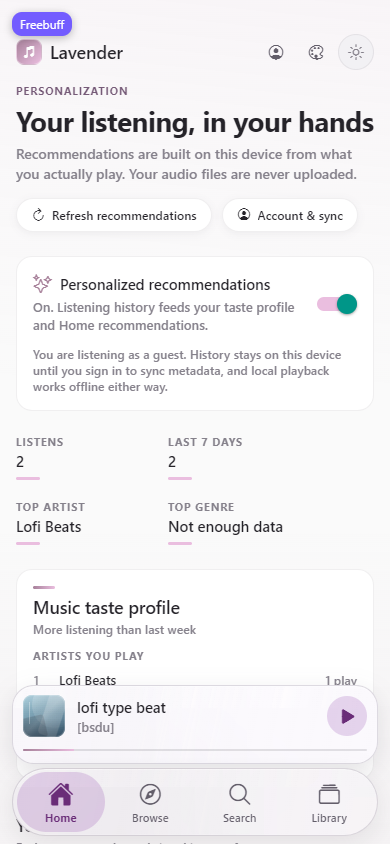 Freebuff
Lavender
PERSONALIZATION
Your listening, in your hands
Recommendations are built on this device from what
you actually play. Your audio files are never uploaded.
Refresh recommendations
Account & sync
Personalized recommendations
On. Listening history feeds your taste profile
and Home recommendations.
You are listening as a guest. History stays on this device
until you sign in to sync metadata, and local playback
works offline either way.
LISTENS
2
LAST 7 DAYS
2
TOP ARTIST
Lofi Beats
TOP GENRE
Not enough data
Music taste profile
More listening than last week
ARTISTS YOU PLAY
1 Lofi Beats 1 play
lofi type beat
[bsdu]
Home
Browse
Search
Library